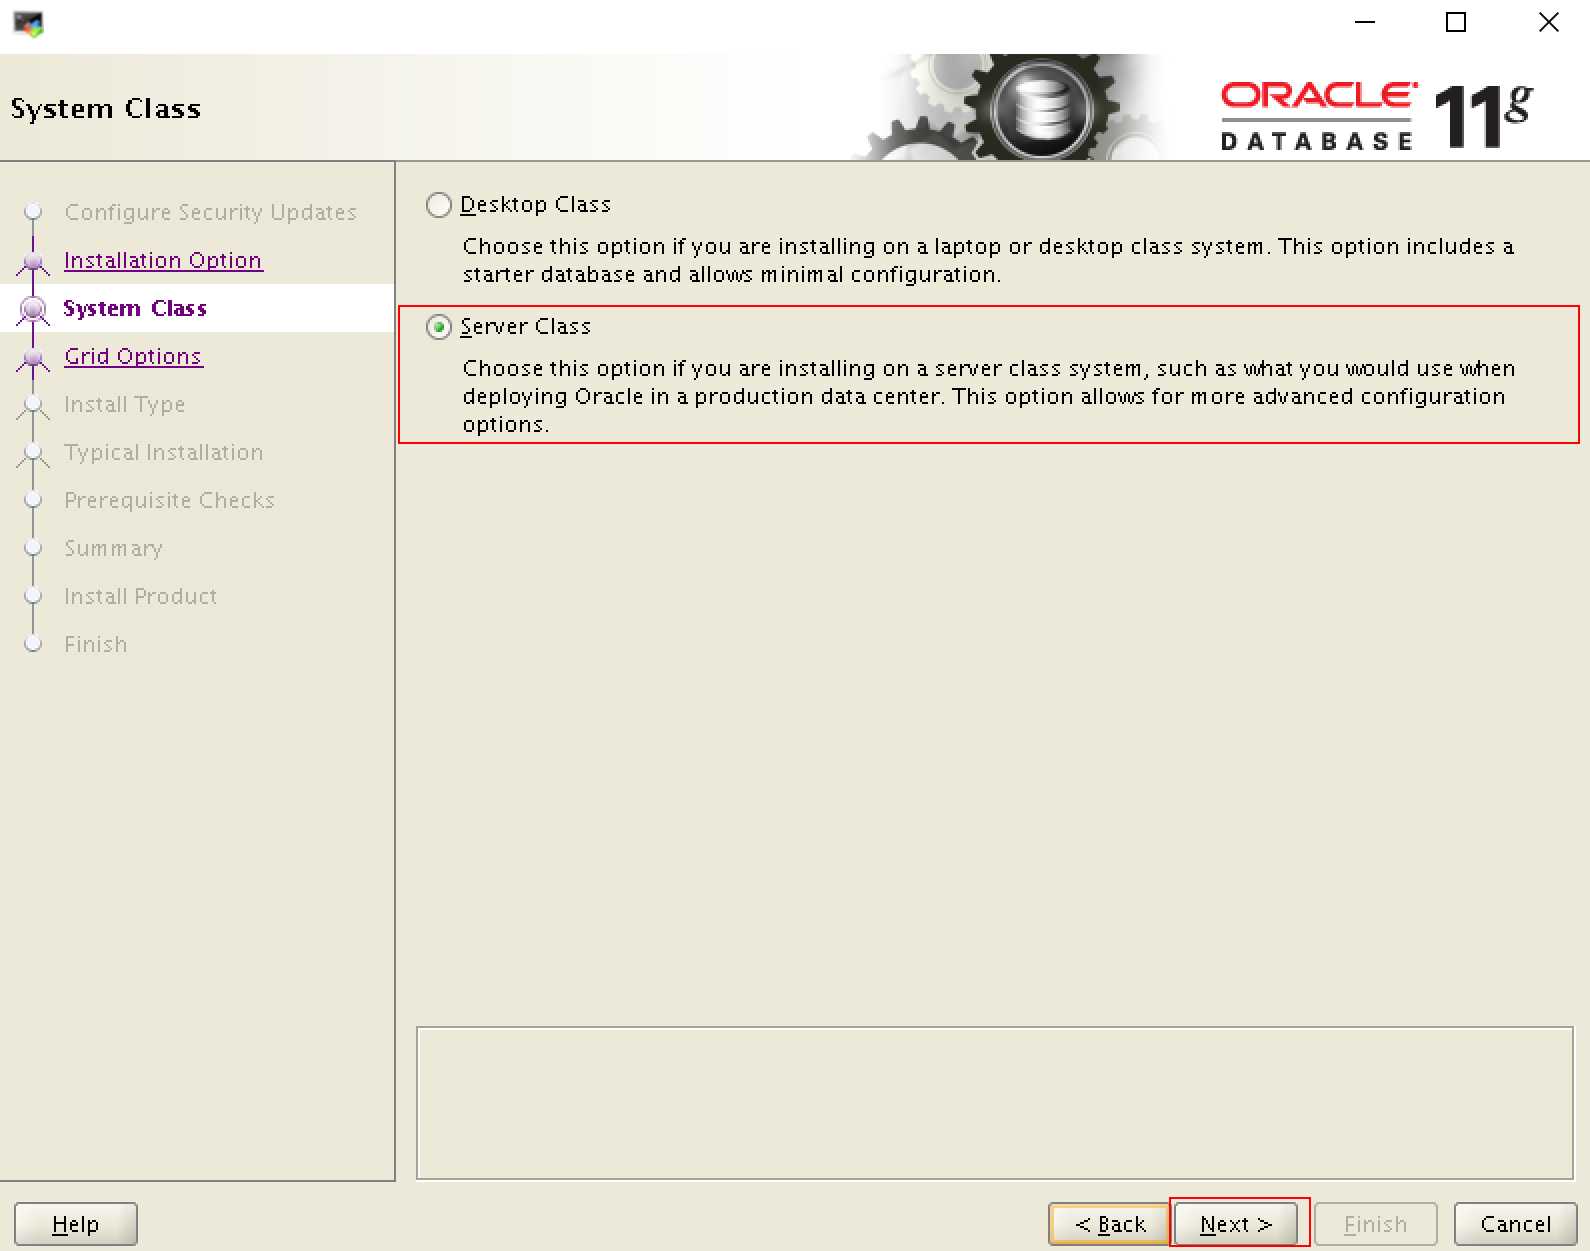 System Class
ORACLE
DATABASE
11g
Configure Security Updates
Installation Option
System Class
Grid Options
Install Type
Typical Installation
Prerequisite Checks
Summary
Install Product
Finish
Desktop Class
Choose this option if you are installing on a laptop or desktop class system. This option includes a
starter database and allows minimal configuration.
Server Class
Choose this option if you are installing on a server class system, such as what you would use when
deploying Oracle in a production data center. This option allows for more advanced configuration
options.
Help
< Back
Next >
Finish
Cancel